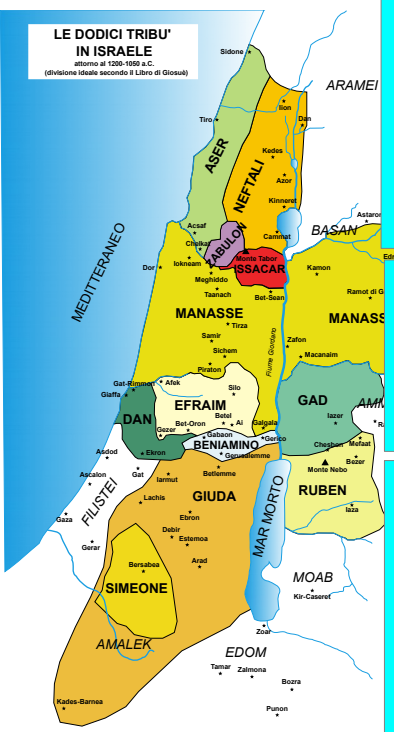 LE DODICI TRIBU'
IN ISRAELE
attorno al 1200-1050 a.C.
(divisione ideale secondo il Libro di Giosuè)
Sidone
ARAMEI
Iion
Tiro
Dan
ASER
Kedes
NEFTALI
Azor
Kinneret
Astaron
Acsaf
Cammat
BASAN
Chelkat
ZABULON
Monte Tabor
Iokneam
ISSACAR
Dor
Kamon
Meghiddo
Taanach
Bet-Sean
Ramot di G
MEDITTERANEO
MANASSE
MANASS
Tirza
Samir
Zafon
Sichem
Macanaim
Piraton
Fiume Giordano
Gat-Rimmon
Afek
Giaffa
Silo
EFRAIM
GAD
DAN
Betel
Iazer
AMM
Bet-Oron
Ai
Galgala
Gezer
Gabaon
Gerico
BENIAMINO
Chesbon
Mefaat
Asdod
Ekron
Gerusalemme
Bezer
Gat
Betlemme
Monte Nebo
Ascalon
Iarmut
FILISTEI
Lachis
GIUDA
RUBEN
Gaza
Ebron
Iaza
Debir
Estemoa
MAR MORTO
Gerar
Bersabea
Arad
SIMEONE
MOAB
Kir-Caseret
Zoar
AMALEK
EDOM
Tamar
Zalmona
Bozra
Kades-Barnea
Punon